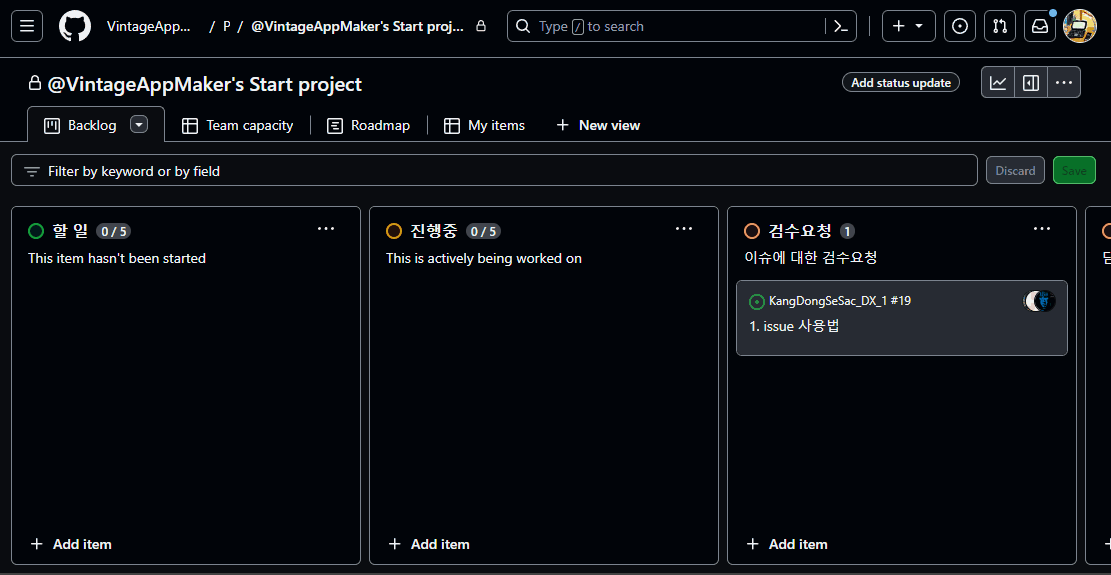 VintageApp... / P / @VintageAppMaker's Start proj...
Type / to search
@VintageAppMaker's Start project
Add status update
Backlog
Team capacity
Roadmap
My items
New view
Filter by keyword or by field
Discard
Save
할 일 0 / 5
This item hasn't been started
Add item
진행중 0 / 5
This is actively being worked on
Add item
검수요청 1
이슈에 대한 검수요청
KangDongSeSac_DX_1 #19
1. issue 사용법
Add item